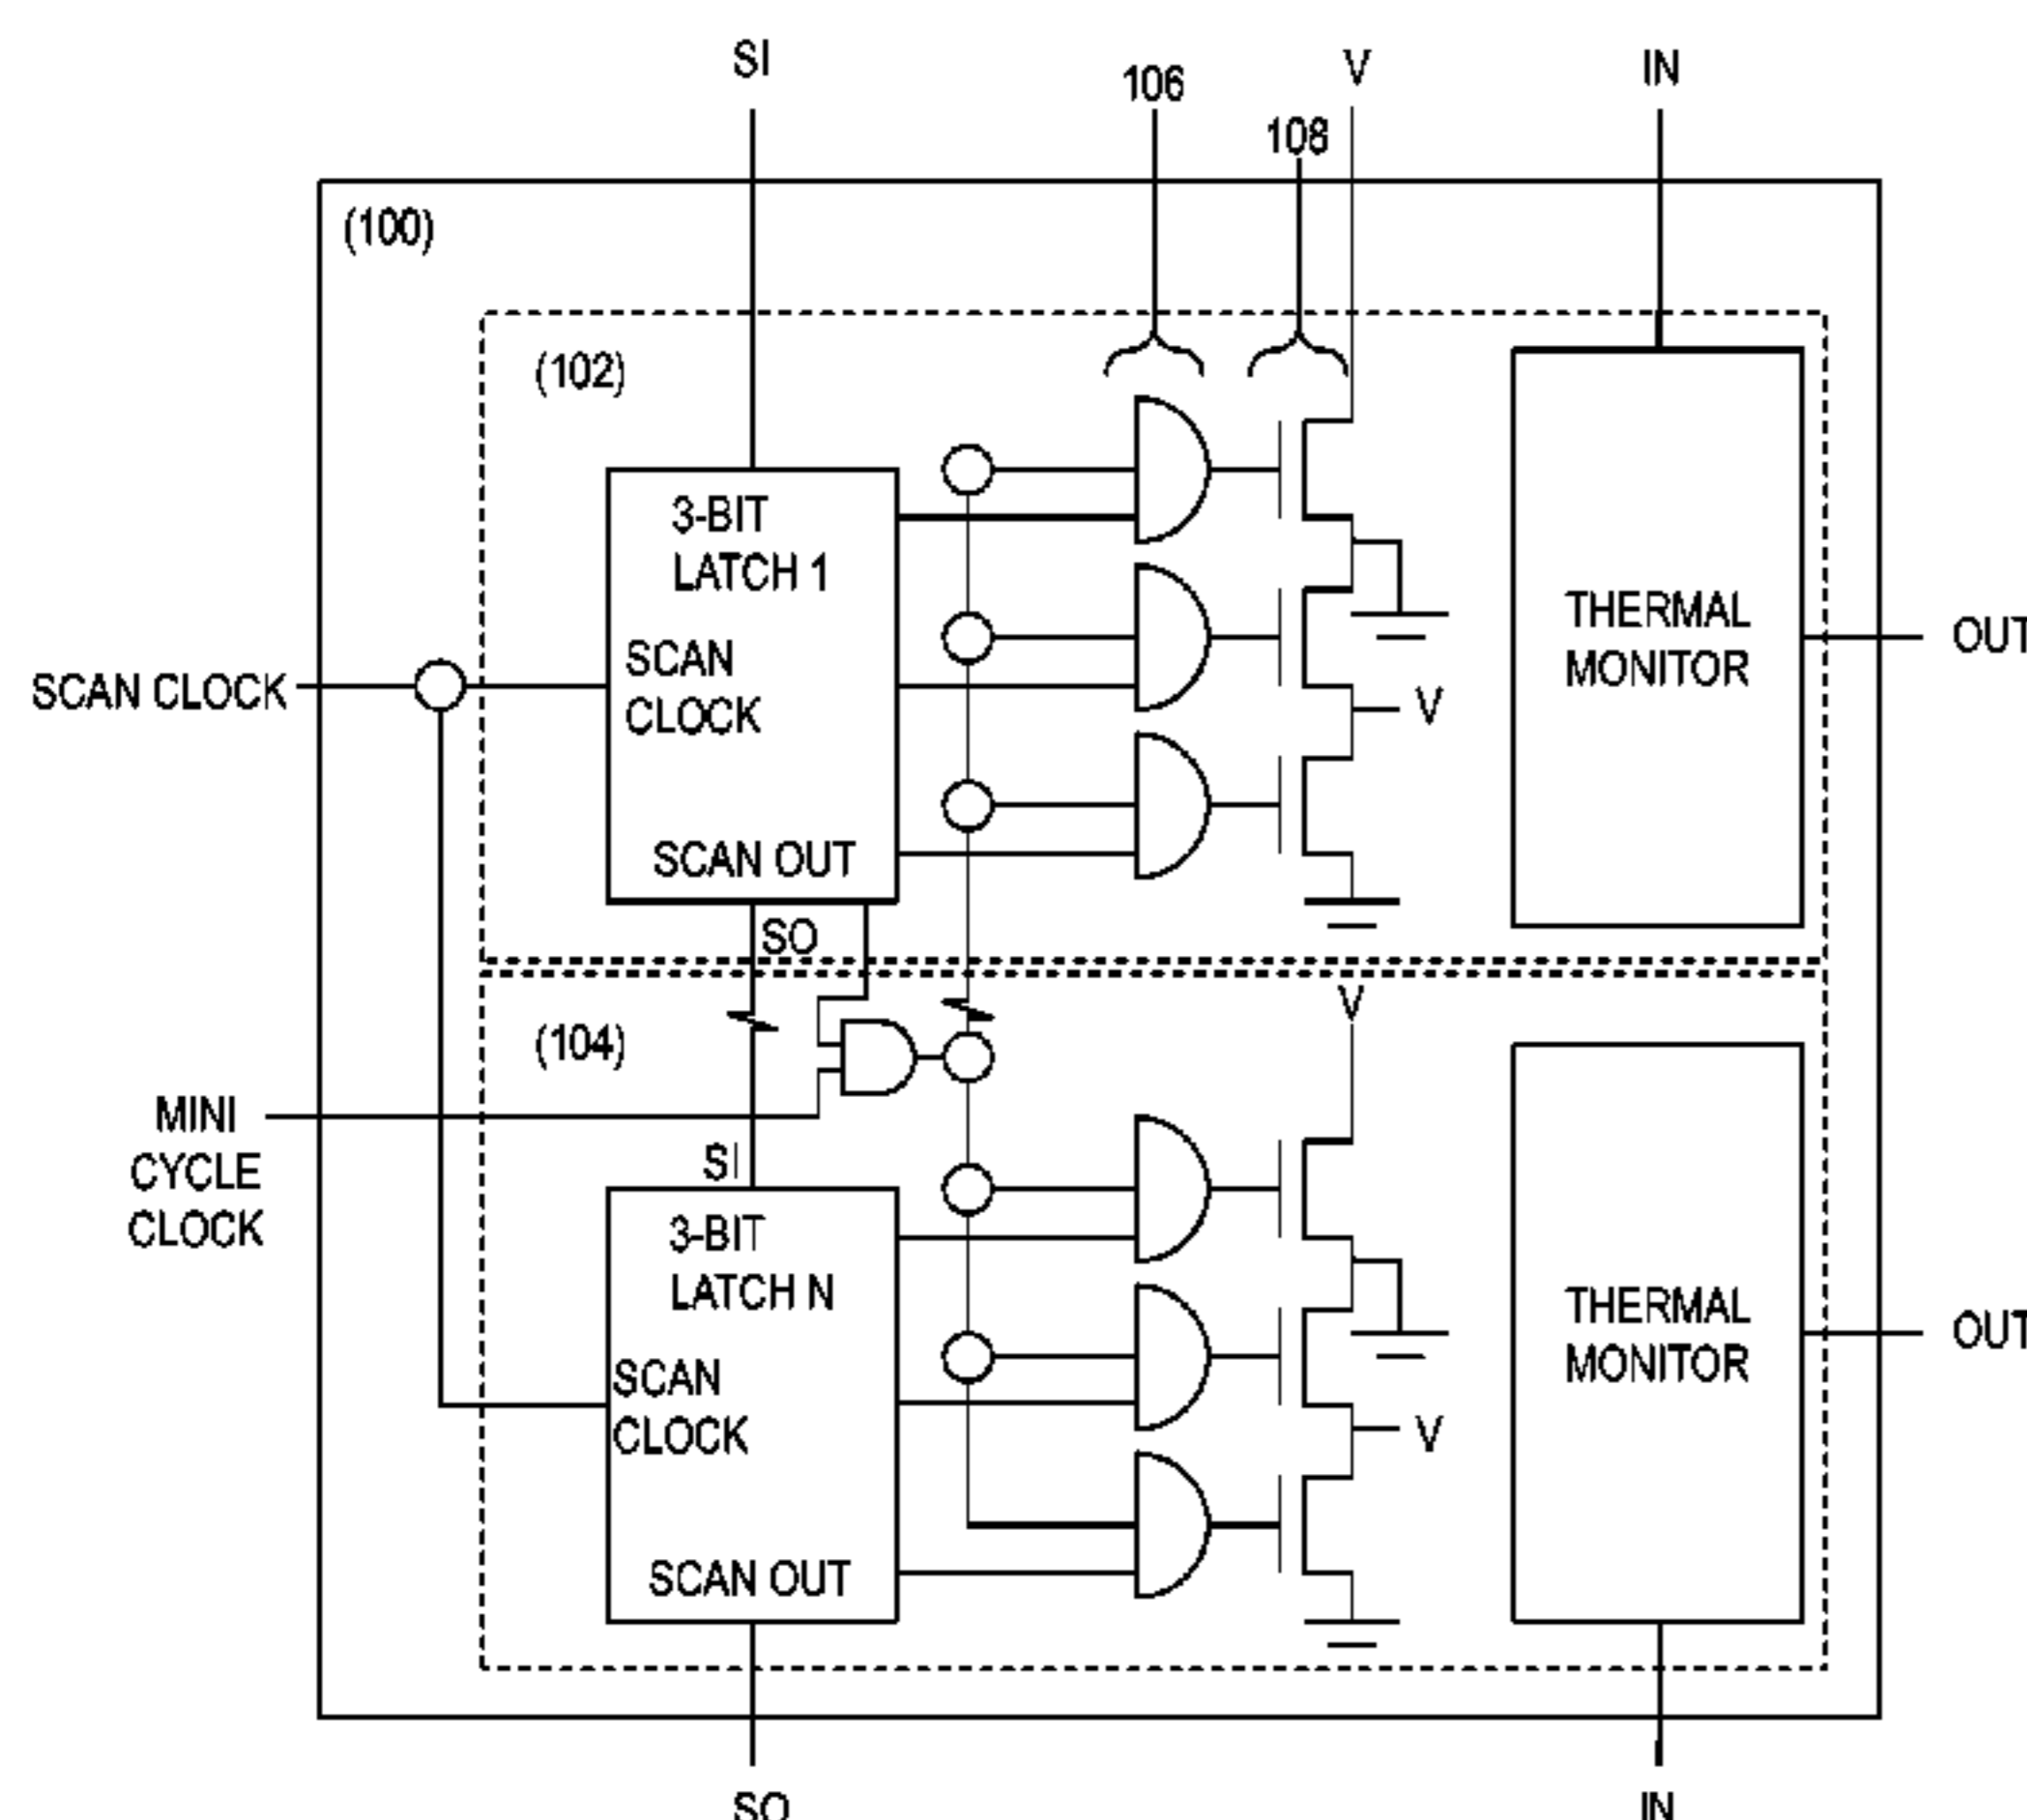 SI
106
V
IN
108
(100)
(102)
3-BIT
LATCH 1
SCAN
CLOCK
SCAN OUT
SCAN CLOCK
THERMAL
MONITOR
OUT
V
SO
(104)
V
MINI
CYCLE
CLOCK
SI
3-BIT
LATCH N
SCAN
CLOCK
SCAN OUT
THERMAL
MONITOR
OUT
V
SO
IN